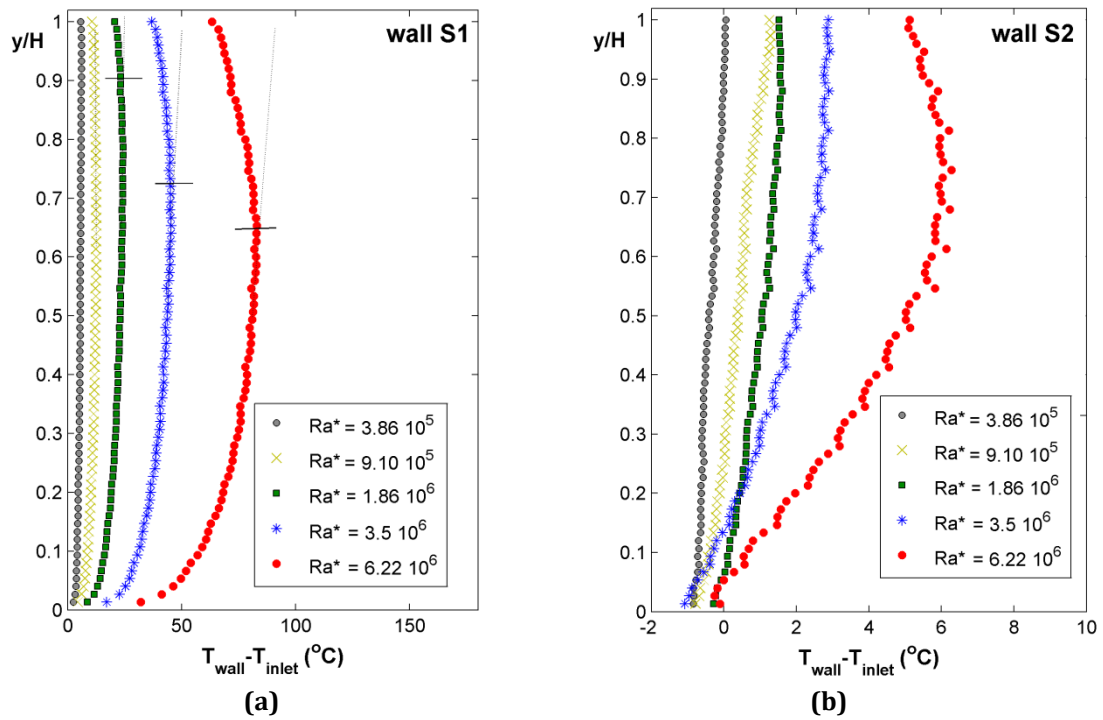 wall S1
y/H
1
0.9
0.8
0.7
0.6
0.5
0.4
0.3
0.2
0.1
0
0 50 100 150
Ra* = 3.86 10^5
Ra* = 9.10 10^5
Ra* = 1.86 10^6
Ra* = 3.5 10^6
Ra* = 6.22 10^6
T_wall-T_inlet (°C)
(a)
wall S2
y/H
1
0.9
0.8
0.7
0.6
0.5
0.4
0.3
0.2
0.1
0
-2 0 2 4 6 8 10
Ra* = 3.86 10^5
Ra* = 9.10 10^5
Ra* = 1.86 10^6
Ra* = 3.5 10^6
Ra* = 6.22 10^6
T_wall-T_inlet (°C)
(b)